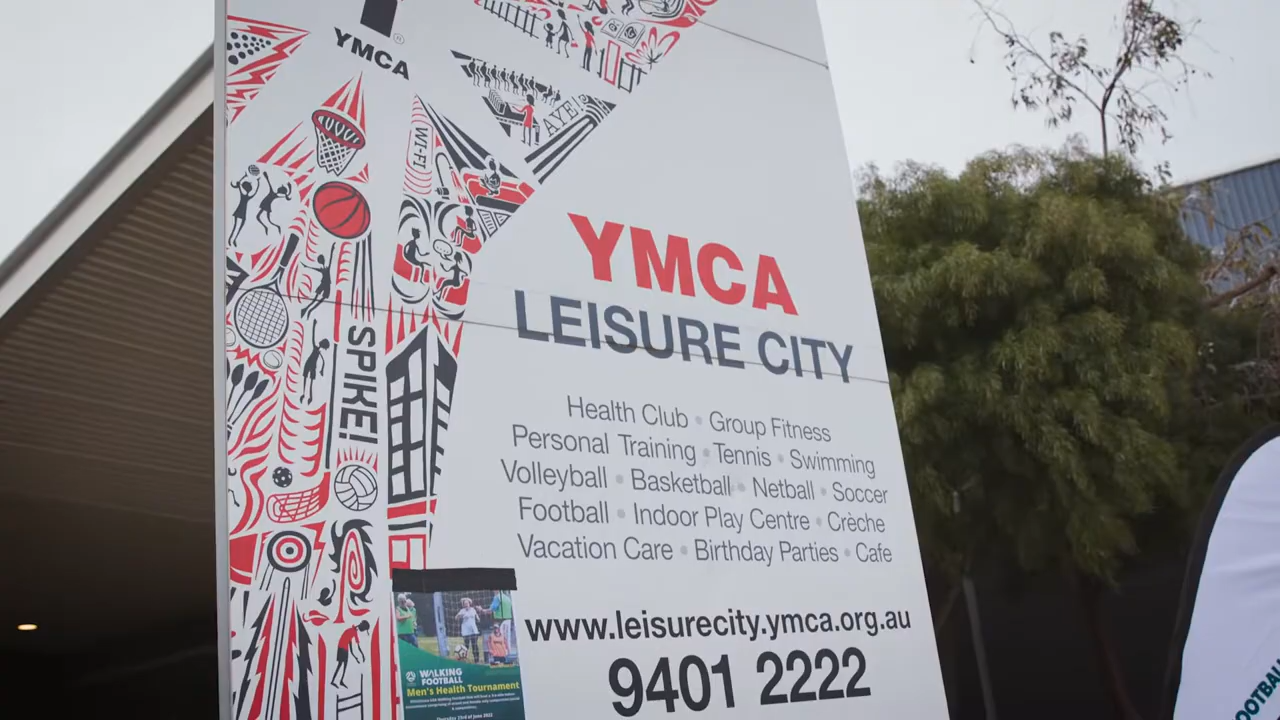 YMCA
AYE!
WI-FI
SPIKE!
YMCA
LEISURE CITY
Health Club • Group Fitness
Personal Training • Tennis • Swimming
Volleyball • Basketball • Netball • Soccer
Football • Indoor Play Centre • Crèche
Vacation Care • Birthday Parties • Cafe
www.leisurecity.ymca.org.au
9401 2222
WALKING
FOOTBALL
Men's Health Tournament
OOTBAL